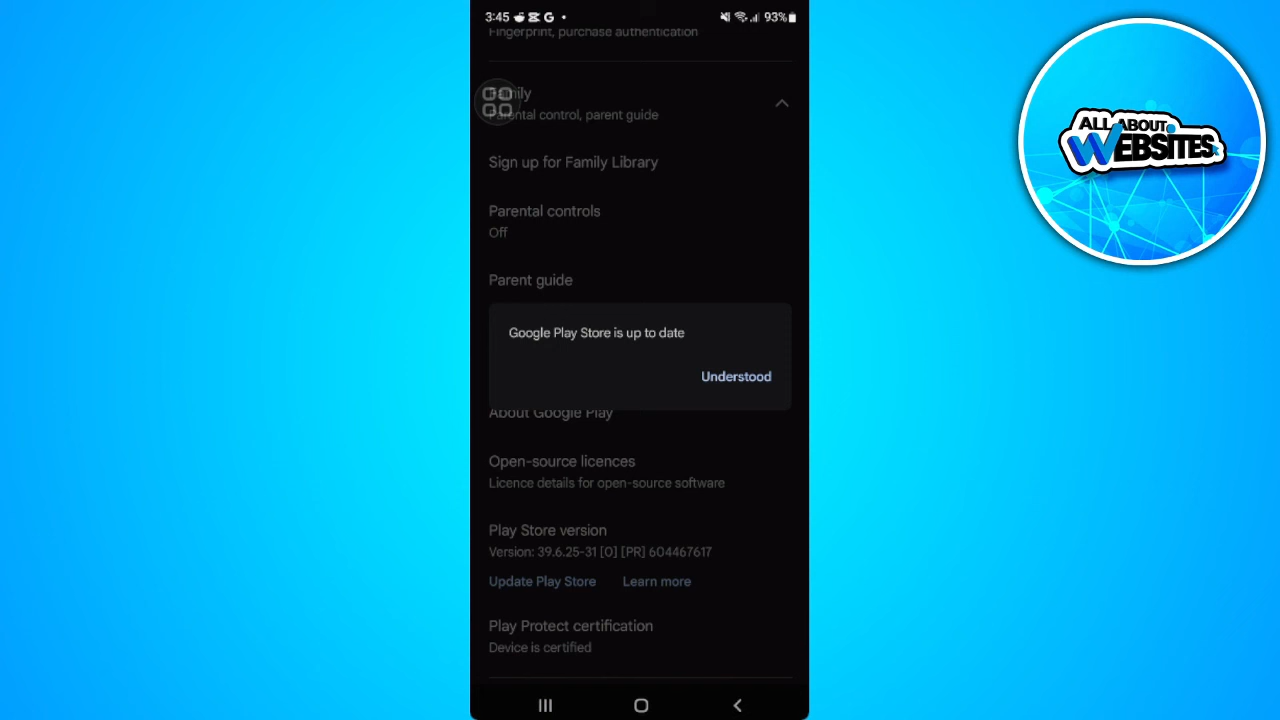 3:45
93%
Fingerprint, purchase authentication
Family
Parental control, parent guide
Sign up for Family Library
Parental controls
Off
Parent guide
Google Play Store is up to date
Understood
About Google Play
Open-source licences
Licence details for open-source software
Play Store version
Version: 39.6.25-31 [0] [PR] 604467617
Update Play Store Learn more
Play Protect certification
Device is certified
ALL ABOUT
WEBSITES